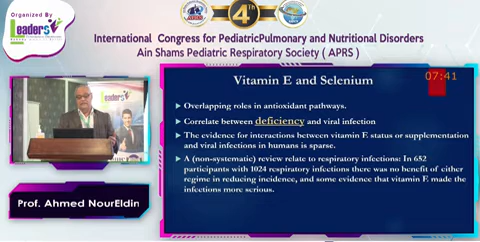 Organized By
Leaders
4TH
International Congress for PediatricPulmonary and Nutritional Disorders
Ain Shams Pediatric Respiratory Society ( APRS )
Vitamin E and Selenium
07:41
Overlapping roles in antioxidant pathways.
Correlate between deficiency and viral infection
The evidence for interactions between vitamin E status or supplementation
and viral infections in humans is sparse.
A (non-systematic) review relate to respiratory infections: In 652
participants with 1024 respiratory infections there was no benefit of either
regime in reducing incidence, and some evidence that vitamin E made the
infections more serious.
Leaders
Prof. Ahmed NourEldin